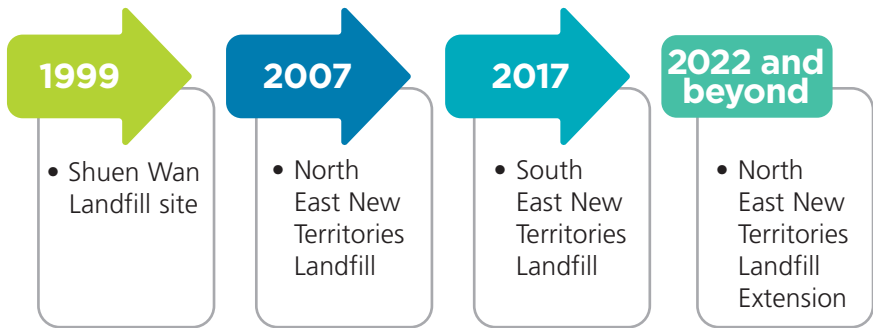 1999
• Shuen Wan
Landfill site
2007
• North
East New
Territories
Landfill
2017
• South
East New
Territories
Landfill
2022 and
beyond
• North
East New
Territories
Landfill
Extension